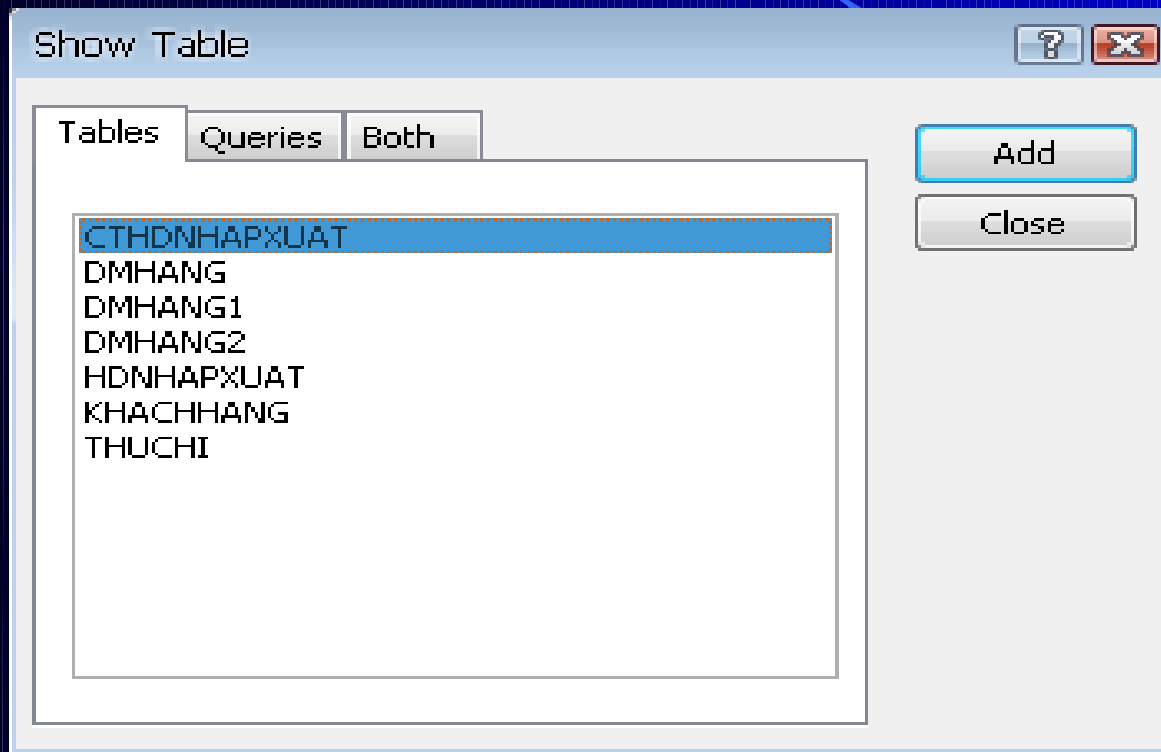 Show Table
?
Tables Queries Both
Add
Close
CTHDNHAPXUAT
DMHANG
DMHANG1
DMHANG2
HDNHAPXUAT
KHACHHANG
THUCHI